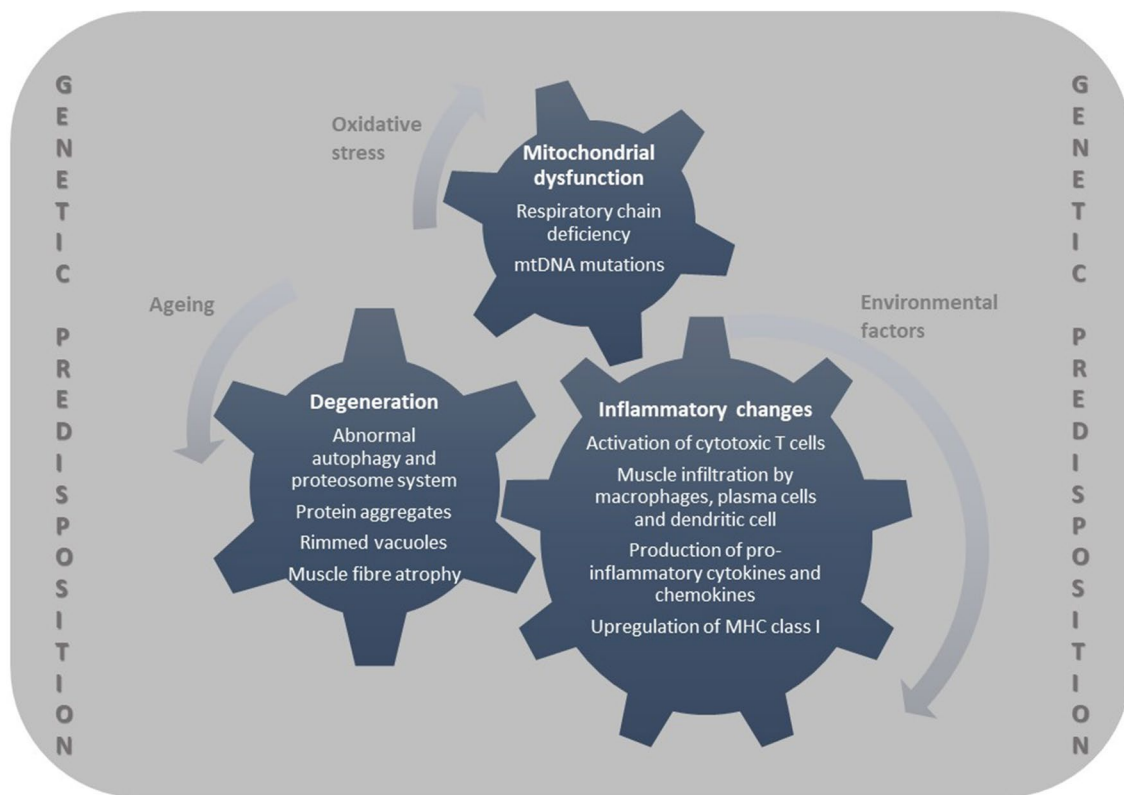 GENETIC PREDISPOSITION
Oxidative
stress
Mitochondrial
dysfunction
Respiratory chain
deficiency
mtDNA mutations
Ageing
Degeneration
Abnormal
autophagy and
proteosome system
Protein aggregates
Rimmed vacuoles
Muscle fibre atrophy
Environmental
factors
Inflammatory changes
Activation of cytotoxic T cells
Muscle infiltration by
macrophages, plasma cells
and dendritic cell
Production of pro-
inflammatory cytokines and
chemokines
Upregulation of MHC class I
GENETIC PREDISPOSITION